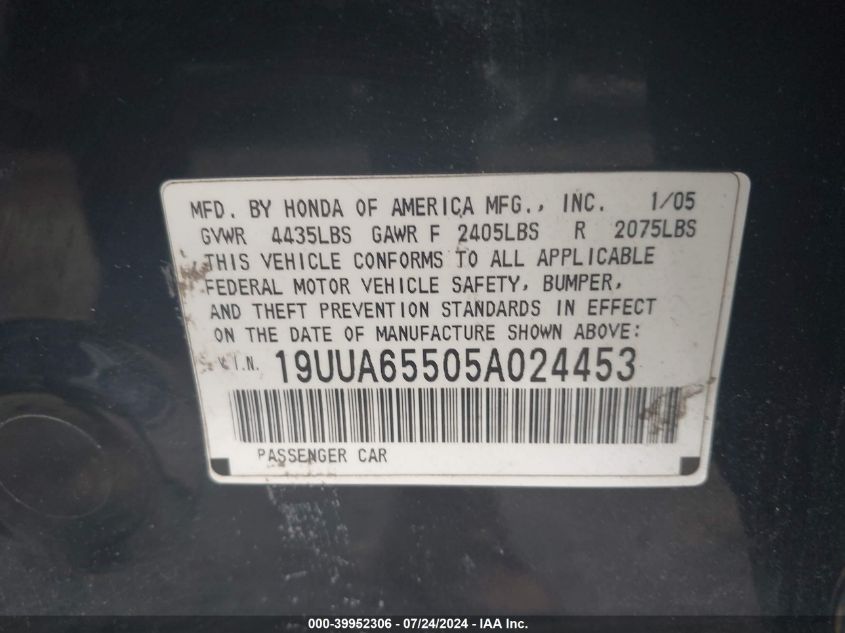 MFD. BY HONDA OF AMERICA MFG., INC. 1/05
GVWR 4435LBS GAWR F 2405LBS R 2075LBS
THIS VEHICLE CONFORMS TO ALL APPLICABLE
FEDERAL MOTOR VEHICLE SAFETY, BUMPER,
AND THEFT PREVENTION STANDARDS IN EFFECT
ON THE DATE OF MANUFACTURE SHOWN ABOVE:
V.I.N. 19UUA65505A024453
PASSENGER CAR
000-39952306 - 07/24/2024 - IAA Inc.